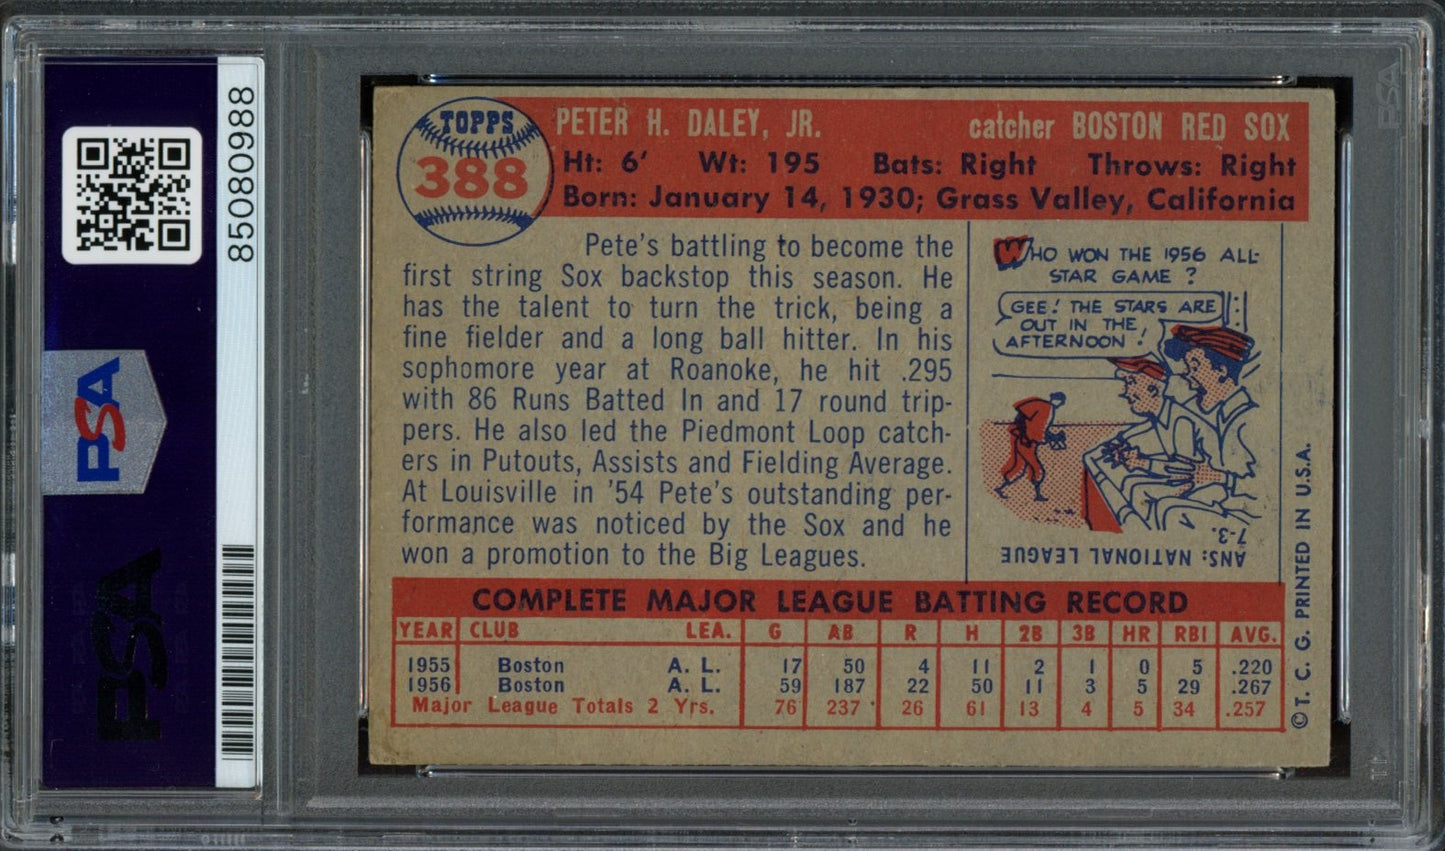 85080988
PSA
PSA
PSA
TOPPS
388
PETER H. DALEY, JR. catcher BOSTON RED SOX
Ht: 6' Wt: 195 Bats: Right Throws: Right
Born: January 14, 1930; Grass Valley, California
Pete's battling to become the
first string Sox backstop this season. He
has the talent to turn the trick, being a
fine fielder and a long ball hitter. In his
sophomore year at Roanoke, he hit .295
with 86 Runs Batted In and 17 round trip-
pers. He also led the Piedmont Loop catch-
ers in Putouts, Assists and Fielding Average.
At Louisville in '54 Pete's outstanding per-
formance was noticed by the Sox and he
won a promotion to the Big Leagues.
WHO WON THE 1956 ALL-
STAR GAME ?
GEE! THE STARS ARE
OUT IN THE
AFTERNOON!
ANS: NATIONAL LEAGUE
7-3.
COMPLETE MAJOR LEAGUE BATTING RECORD
YEAR CLUB LEA. G AB R H 2B 3B HR RBI AVG.
1955 Boston A. L. 17 50 4 11 2 1 0 5 .220
1956 Boston A. L. 59 187 22 50 11 3 5 29 .267
Major League Totals 2 Yrs. 76 237 26 61 13 4 5 34 .257
© T. C. G. PRINTED IN U.S.A.